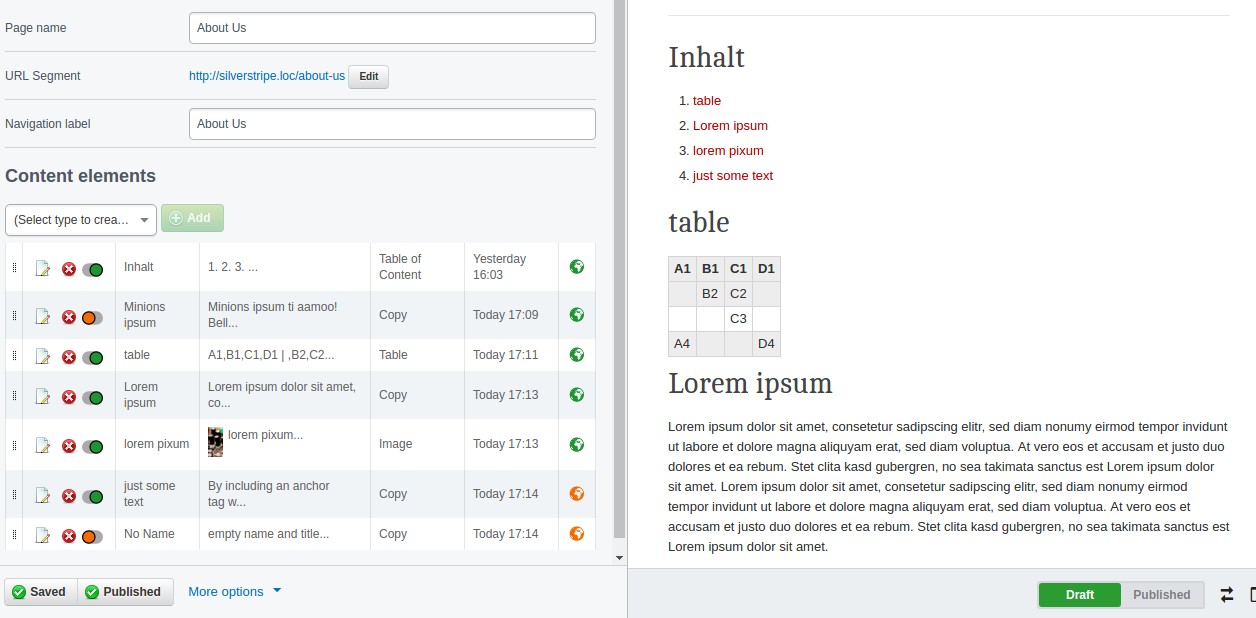 Page name
About Us
URL Segment
http://silverstripe.loc/about-us
Edit
Navigation label
About Us
Content elements
(Select type to crea...
Add
Inhalt
1. 2. 3. ...
Table of
Content
Yesterday
16:03
Minions
ipsum
Minions ipsum ti aamoo!
Bell...
Copy
Today 17:09
table
A1,B1,C1,D1 | ,B2,C2...
Table
Today 17:11
Lorem
ipsum
Lorem ipsum dolor sit amet,
co...
Copy
Today 17:13
lorem pixum
lorem pixum...
Image
Today 17:13
just some
text
By including an anchor
tag w...
Copy
Today 17:14
No Name
empty name and title...
Copy
Today 17:14
Saved
Published
More options
Inhalt
1. table
2. Lorem ipsum
3. lorem pixum
4. just some text
table
A1 B1 C1 D1
B2 C2
C3
A4 D4
Lorem ipsum
Lorem ipsum dolor sit amet, consetetur sadipscing elitr, sed diam nonumy eirmod tempor invidunt
ut labore et dolore magna aliquyam erat, sed diam voluptua. At vero eos et accusam et justo duo
dolores et ea rebum. Stet clita kasd gubergren, no sea takimata sanctus est Lorem ipsum dolor
sit amet. Lorem ipsum dolor sit amet, consetetur sadipscing elitr, sed diam nonumy eirmod
tempor invidunt ut labore et dolore magna aliquyam erat, sed diam voluptua. At vero eos et
accusam et justo duo dolores et ea rebum. Stet clita kasd gubergren, no sea takimata sanctus est
Lorem ipsum dolor sit amet.
Draft
Published